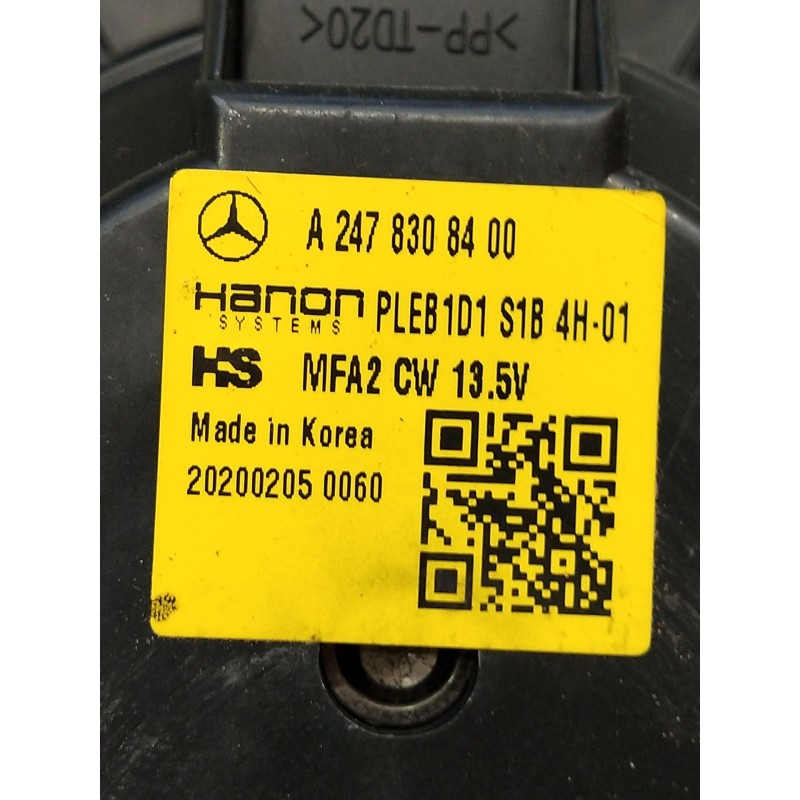 >PP-TD20<
A 247 830 84 00
Hanon
SYSTEMS
PLEB1D1 S1B 4H-01
HS MFA2 CW 13.5V
Made in Korea
20200205 0060